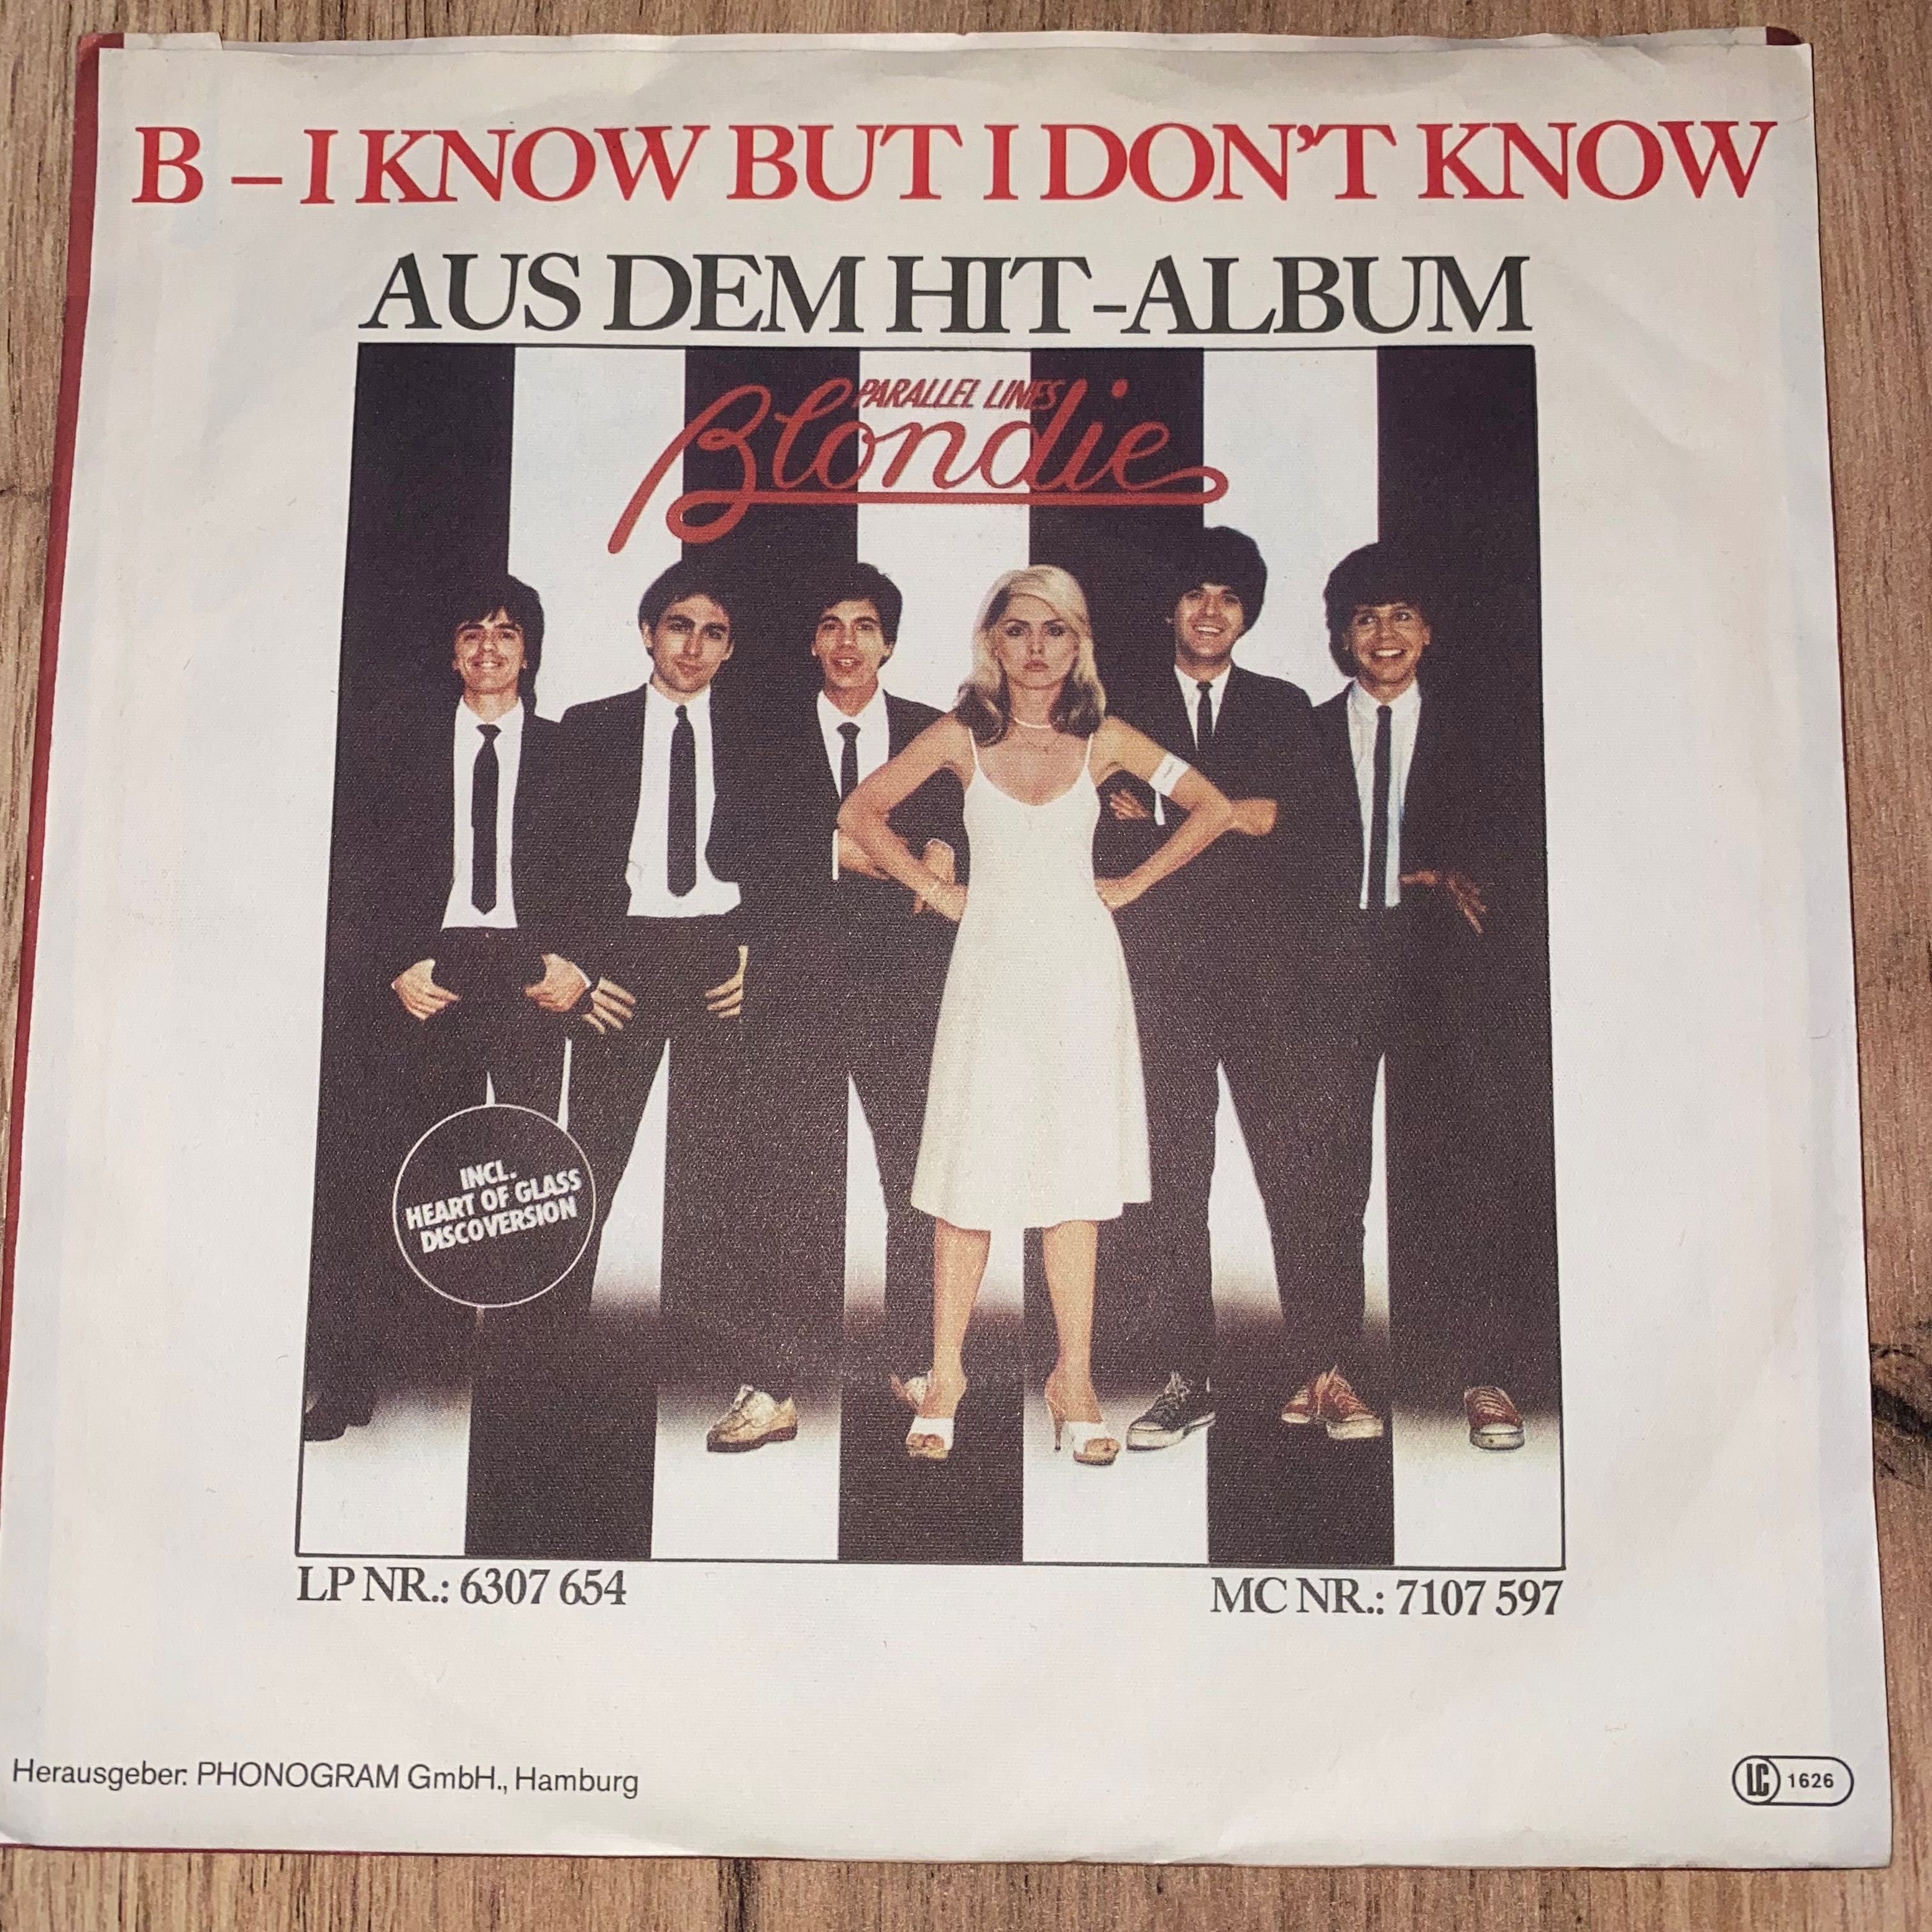 B – I KNOW BUT I DON'T KNOW
AUS DEM HIT-ALBUM
PARALLEL LINES
Blondie
INCL.
HEART OF GLASS
DISCOVERSION
LP NR.: 6307 654
MC NR.: 7107 597
Herausgeber: PHONOGRAM GmbH., Hamburg
LC 1626